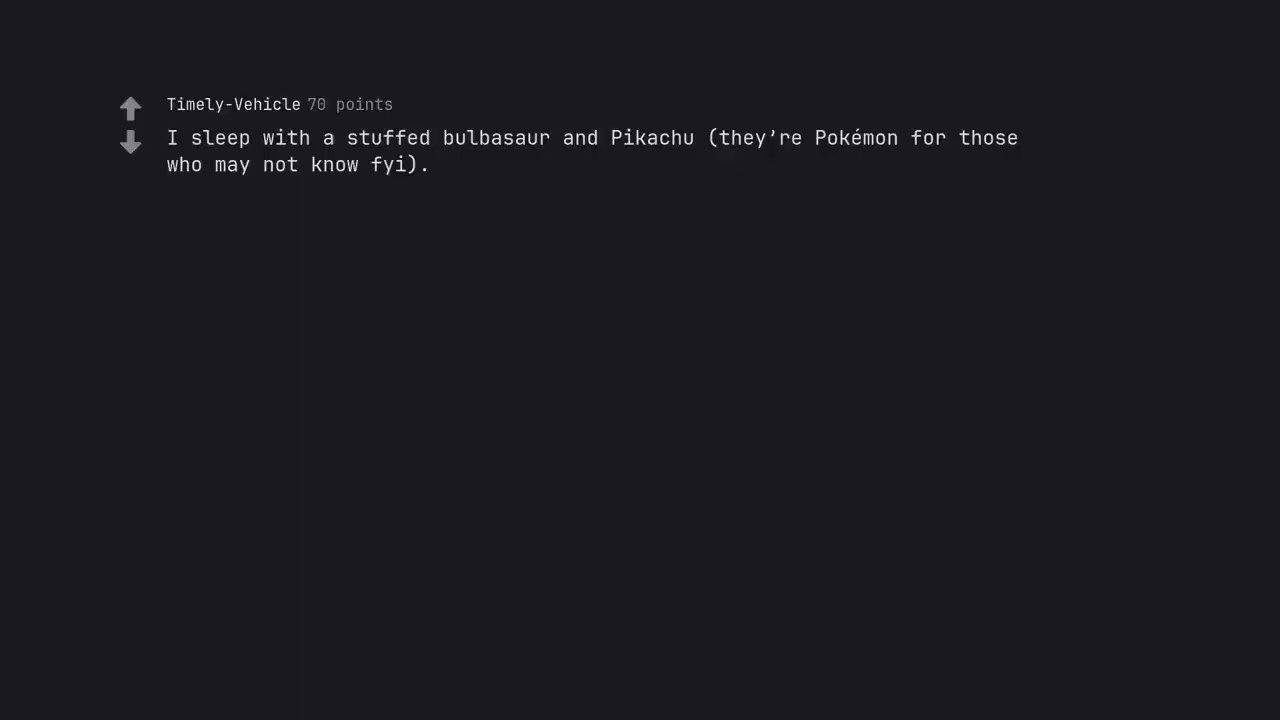 Timely-Vehicle 70 points
I sleep with a stuffed bulbasaur and Pikachu (they’re Pokémon for those
who may not know fyi).